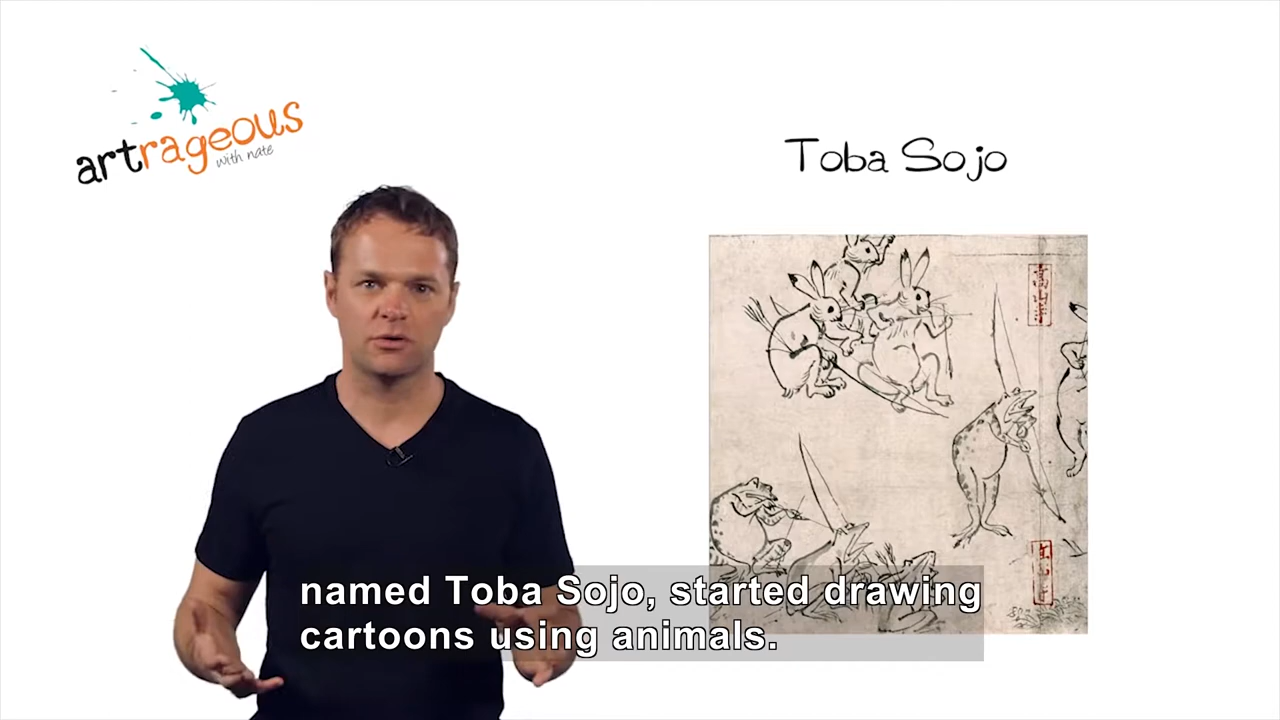 artrageous
with nate
Toba Sojo
named Toba Sojo, started drawing
cartoons using animals.